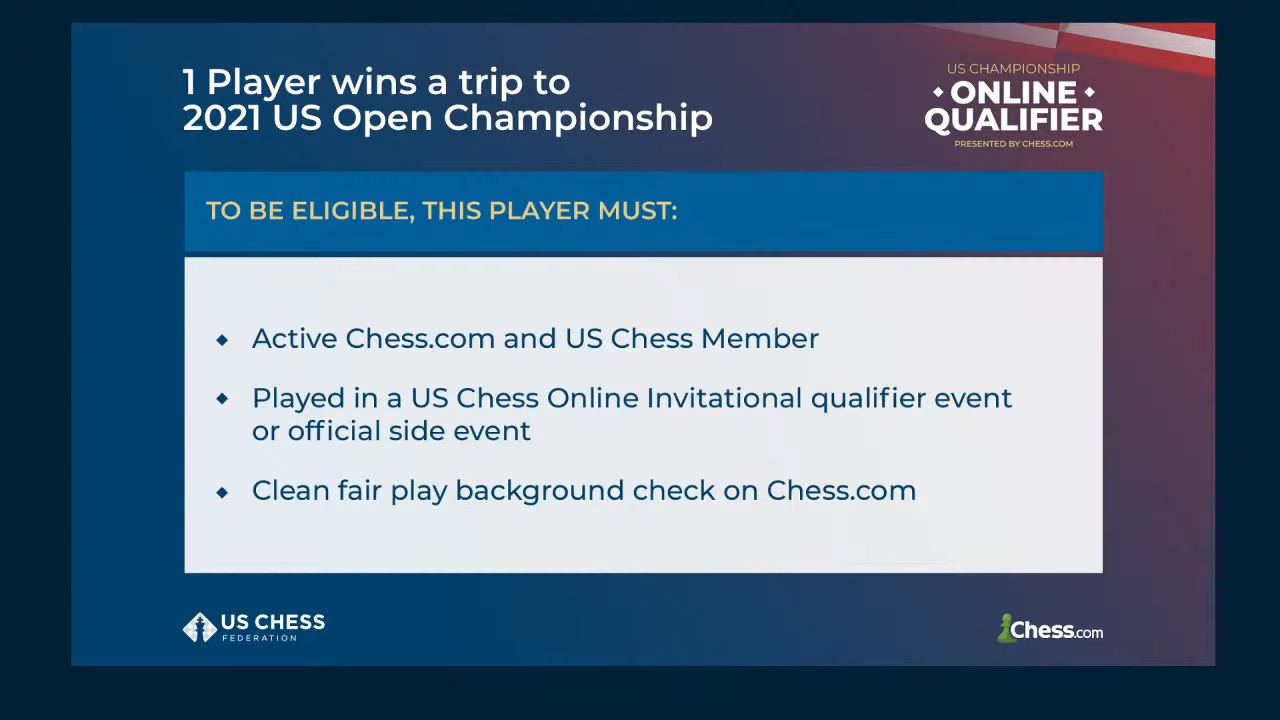 1 Player wins a trip to
2021 US Open Championship
US CHAMPIONSHIP
ONLINE
QUALIFIER
PRESENTED BY CHESS.COM
TO BE ELIGIBLE, THIS PLAYER MUST:
Active Chess.com and US Chess Member
Played in a US Chess Online Invitational qualifier event
or official side event
Clean fair play background check on Chess.com
US CHESS
FEDERATION
Chess.com